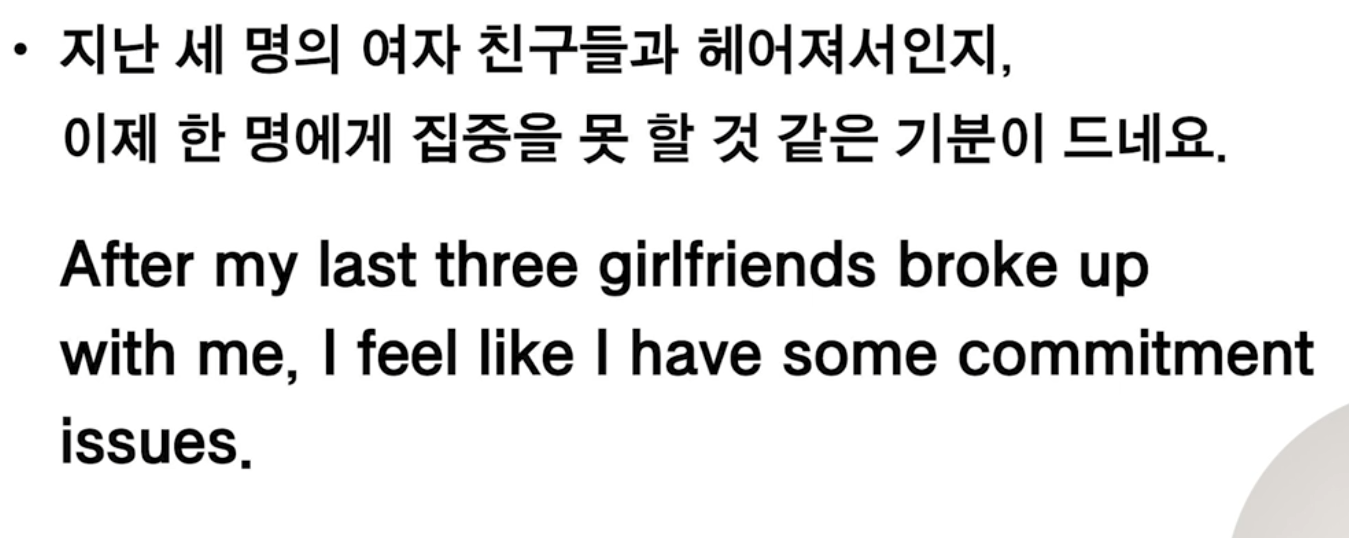 • 지난 세 명의 여자 친구들과 헤어져서인지,
이제 한 명에게 집중을 못 할 것 같은 기분이 드네요.
After my last three girlfriends broke up
with me, I feel like I have some commitment
issues.